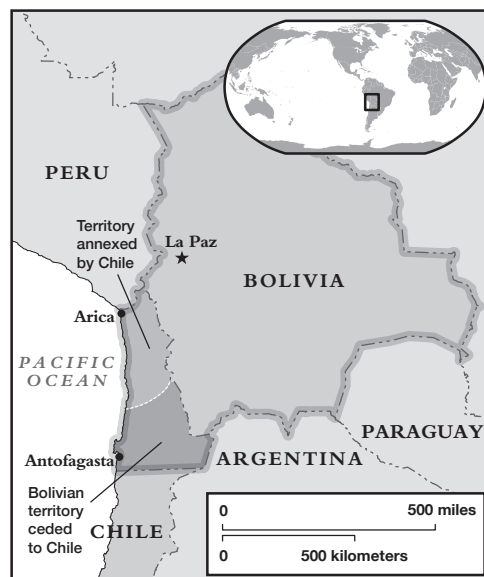 PERU
Territory
annexed
by Chile
La Paz
BOLIVIA
Arica
PACIFIC
OCEAN
PARAGUAY
Antofagasta
ARGENTINA
Bolivian
territory
ceded
to Chile
CHILE
0 500 miles
0 500 kilometers